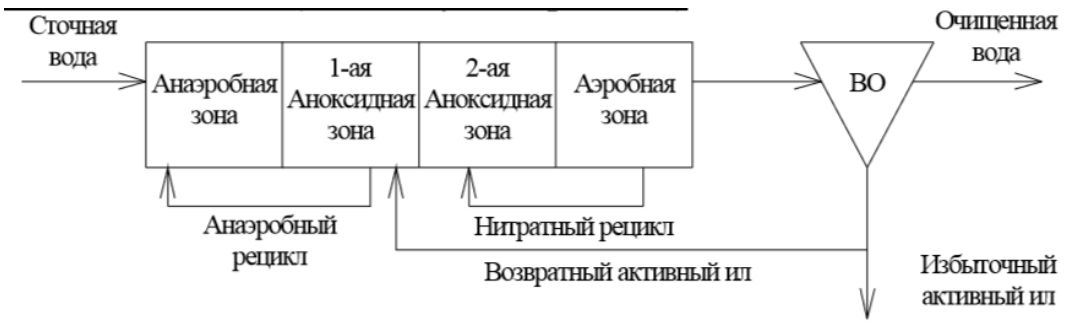 Сточная
вода
Анаэробная
зона
1-ая
Аноксидная
зона
2-ая
Аноксидная
зона
Аэробная
зона
ВО
Очищенная
вода
Анаэробный
рецикл
Нитратный рецикл
Возвратный активный ил
Избыточный
активный ил